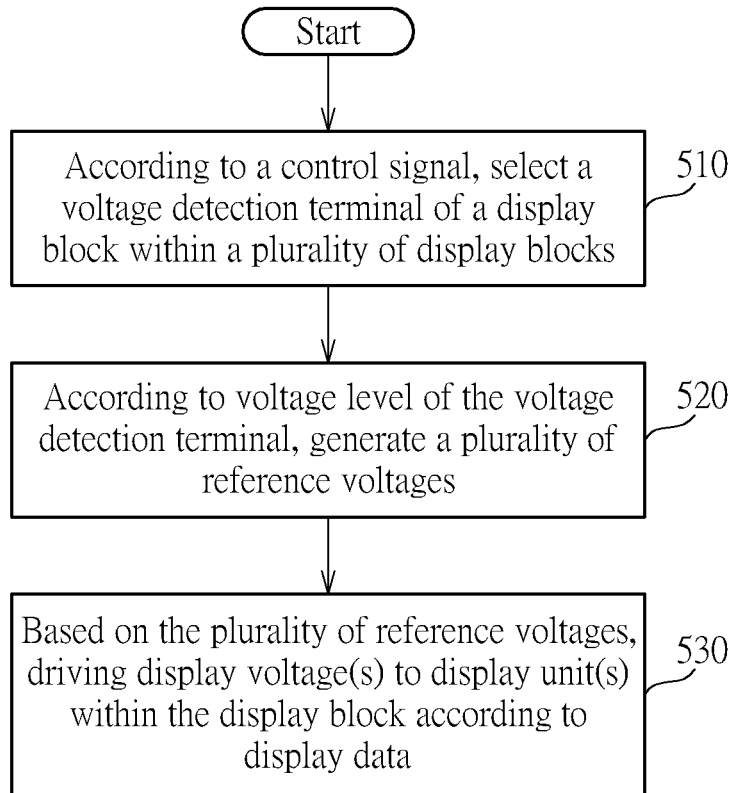 Start
According to a control signal, select a
voltage detection terminal of a display
block within a plurality of display blocks
510
According to voltage level of the voltage
detection terminal, generate a plurality of
reference voltages
520
Based on the plurality of reference voltages,
driving display voltage(s) to display unit(s)
within the display block according to
display data
530